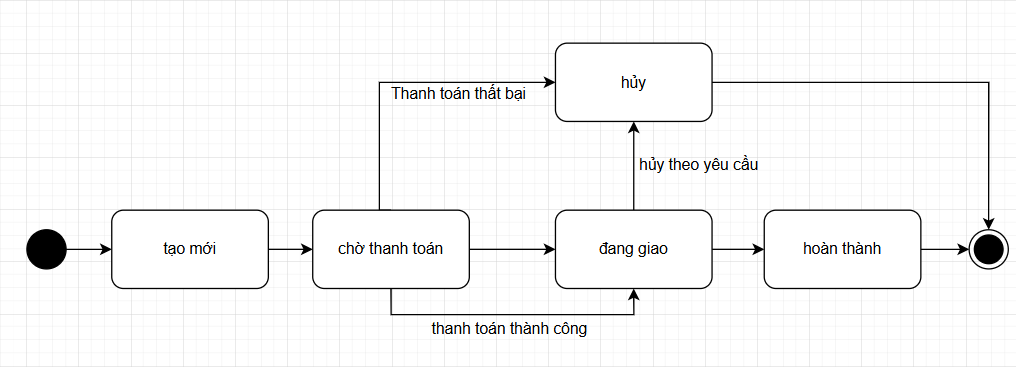 hủy
Thanh toán thất bại
hủy theo yêu cầu
tạo mới
chờ thanh toán
đang giao
hoàn thành
thanh toán thành công